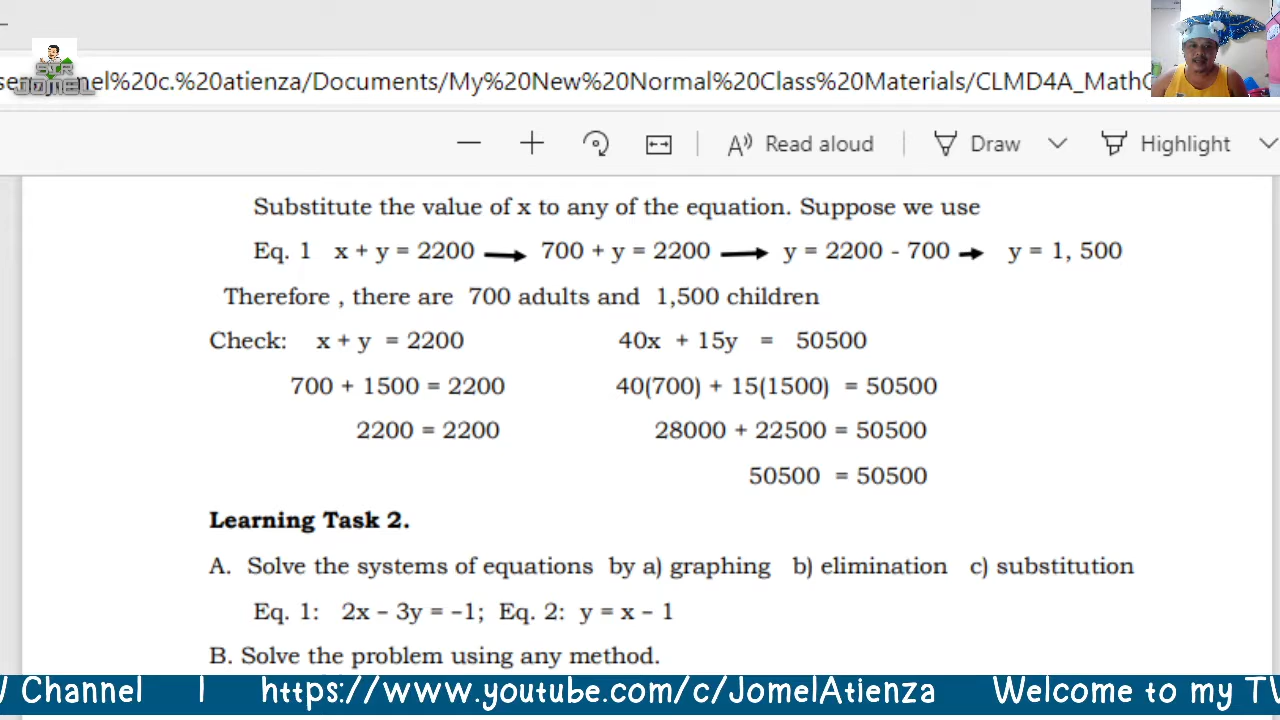 SIR
JOMEL
nel%20c.%20atienza/Documents/My%20New%20Normal%20Class%20Materials/CLMD4A_Math
Read aloud
Draw
Highlight
Substitute the value of x to any of the equation. Suppose we use
Eq. 1 x + y = 2200 → 700 + y = 2200 → y = 2200 - 700 → y = 1, 500
Therefore , there are 700 adults and 1,500 children
Check: x + y = 2200 40x + 15y = 50500
700 + 1500 = 2200 40(700) + 15(1500) = 50500
2200 = 2200 28000 + 22500 = 50500
50500 = 50500
Learning Task 2.
A. Solve the systems of equations by a) graphing b) elimination c) substitution
Eq. 1: 2x – 3y = –1; Eq. 2: y = x – 1
B. Solve the problem using any method.
Channel | https://www.youtube.com/c/JomelAtienza Welcome to my TV